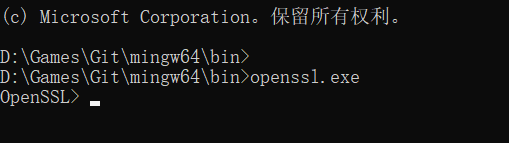 (c) Microsoft Corporation。保留所有权利。
D:\Games\Git\mingw64\bin>
D:\Games\Git\mingw64\bin>openssl.exe
OpenSSL>